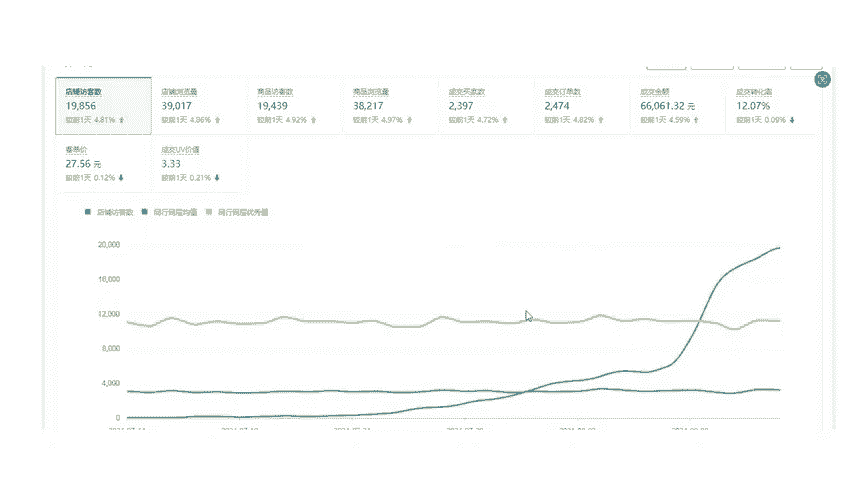 店铺访客数 店铺浏览量 商品访客数 商品浏览量 成交买家数 成交订单数 成交金额 成交转化率
19,856 39,017 19,439 38,217 2,397 2,474 66,061.32 元 12.07%
较前1天 4.81% 较前1天 4.86% 较前1天 4.92% 较前1天 4.97% 较前1天 4.72% 较前1天 4.82% 较前1天 4.59% 较前1天 0.09%
客单价 成交UV价值
27.56 元 3.33
较前1天 0.12% 较前1天 0.21%
店铺访客数 同行同层均值 同行同层优秀值
20,000
16,000
12,000
8,000
4,000
0